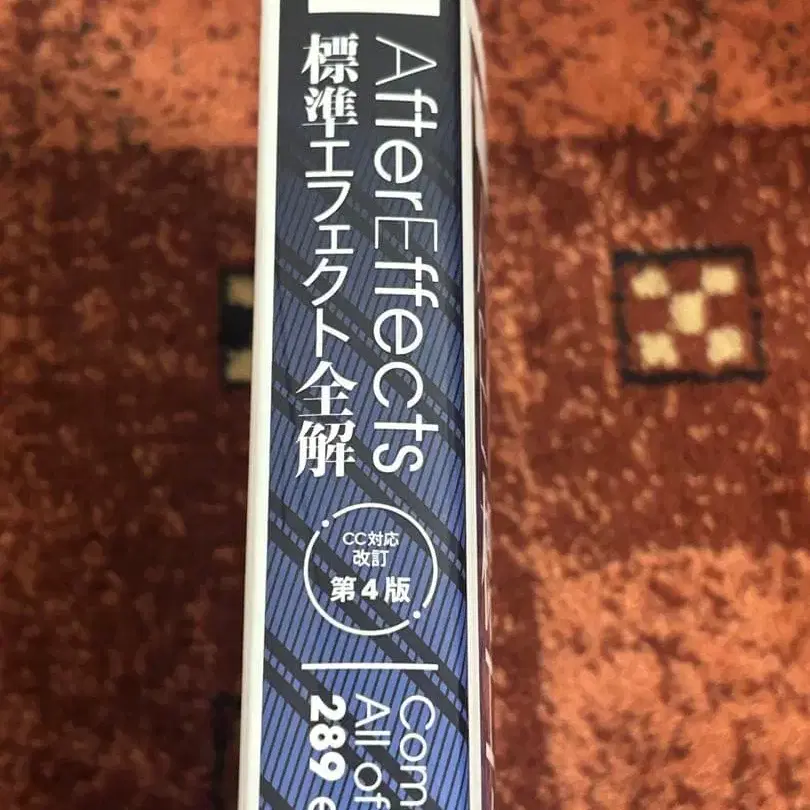 AfterEffects
標準エフェクト全解
CC対応
改訂
第4版
Com
All of
289 e